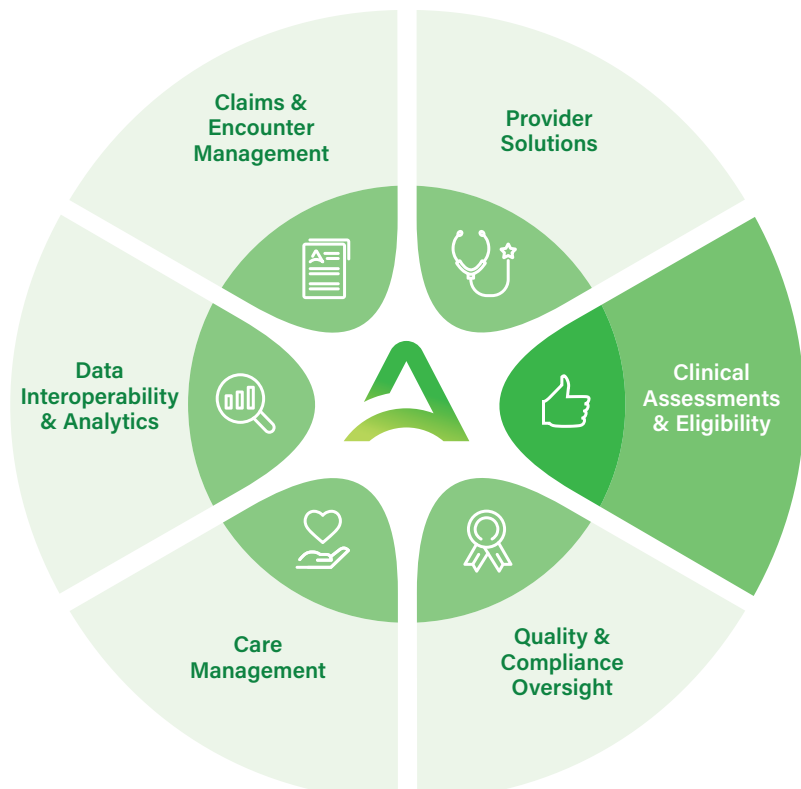 Claims &
Encounter
Management
Provider
Solutions
Clinical
Assessments
& Eligibility
Quality &
Compliance
Oversight
Care
Management
Data
Interoperability
& Analytics